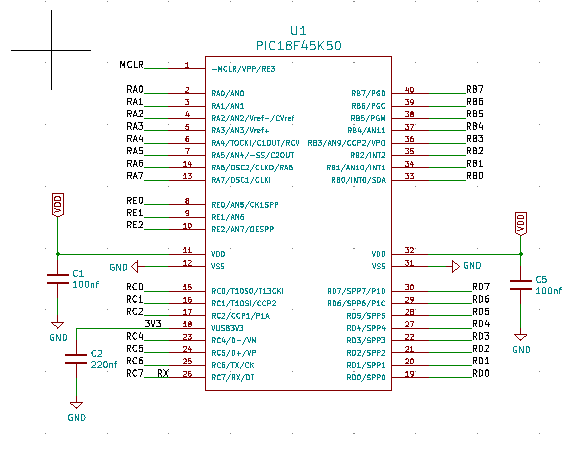 U1
PIC18F45K50
MCLR 1 -MCLR/VPP/RE3
RA0 2 RA0/AN0 RB7/PGD 40 RB7
RA1 3 RA1/AN1 RB6/PGC 39 RB6
RA2 4 RA2/AN2/Vref-/CVref RB5/PGM 38 RB5
RA3 5 RA3/AN3/Vref+ RB4/AN11 37 RB4
RA4 6 RA4/TOCKI/C1OUT/RCV RB3/AN9/CCP2/VPO 36 RB3
RA5 7 RA5/AN4/-SS/C2OUT RB2/INT2 35 RB2
RA6 14 RA6/OSC2/CLKO/RA6 RB1/AN10/INT1 34 RB1
RA7 13 RA7/OSC1/CLKI RB0/INT0/SDA 33 RB0
RE0 8 RE0/AN5/CK1SPP
RE1 9 RE1/AN6
RE2 10 RE2/AN7/OESPP
VDD VDD
11 VDD VDD 32
GND 12 VSS VSS 31 GND
C1 100nf
C5 100nf
RC0 15 RC0/T1OSO/T13CKI RD7/SPP7/P1D 30 RD7
RC1 16 RC1/T1OSI/CCP2 RD6/SPP6/P1C 29 RD6
RC2 17 RC2/CCP1/P1A RD5/SPP5 28 RD5
3V3 18 VUSB3V3 RD4/SPP4 27 RD4
GND GND
RC4 23 RC4/D-/VM RD3/SPP3 22 RD3
RC5 24 RC5/D+/VP RD2/SPP2 21 RD2
RC6 25 RC6/TX/CK RD1/SPP1 20 RD1
RC7 RX 26 RC7/RX/DT RD0/SPP0 19 RD0
C2
220nf
GND